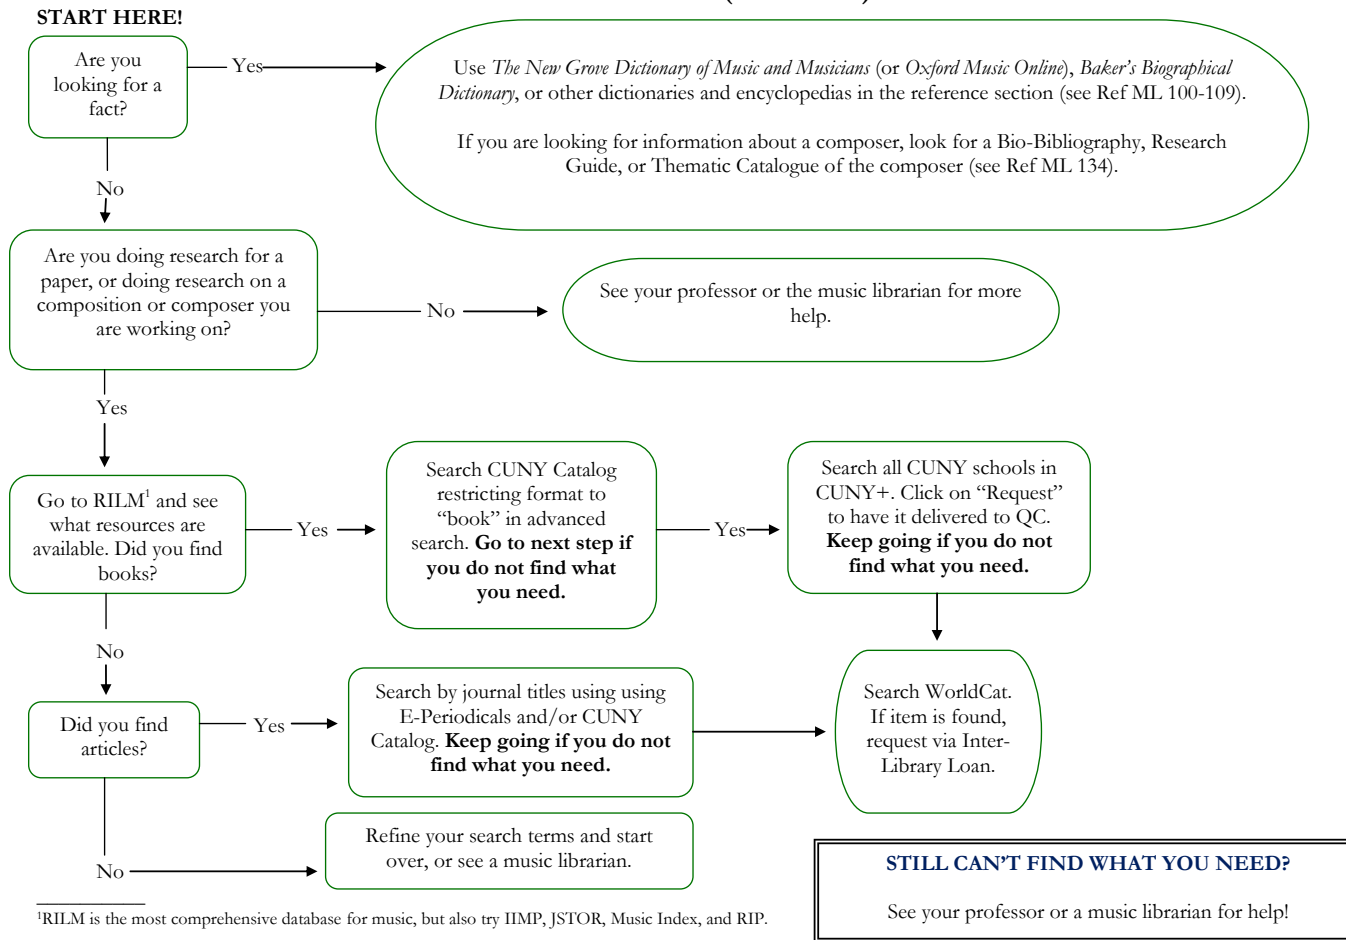 START HERE!
Are you
looking for a
fact?
Yes
Use The New Grove Dictionary of Music and Musicians (or Oxford Music Online), Baker's Biographical
Dictionary, or other dictionaries and encyclopedias in the reference section (see Ref ML 100-109).
If you are looking for information about a composer, look for a Bio-Bibliography, Research
Guide, or Thematic Catalogue of the composer (see Ref ML 134).
No
Are you doing research for a
paper, or doing research on a
composition or composer you
are working on?
No
See your professor or the music librarian for more
help.
Yes
Go to RILM¹ and see
what resources are
available. Did you find
books?
Yes
Search CUNY Catalog
restricting format to
“book” in advanced
search. Go to next step if
you do not find what
you need.
Yes
Search all CUNY schools in
CUNY+. Click on “Request”
to have it delivered to QC.
Keep going if you do not
find what you need.
No
Did you find
articles?
Yes
Search by journal titles using using
E-Periodicals and/or CUNY
Catalog. Keep going if you do not
find what you need.
Search WorldCat.
If item is found,
request via Inter-
Library Loan.
No
Refine your search terms and start
over, or see a music librarian.
STILL CAN’T FIND WHAT YOU NEED?
See your professor or a music librarian for help!
¹RILM is the most comprehensive database for music, but also try IIMP, JSTOR, Music Index, and RIP.